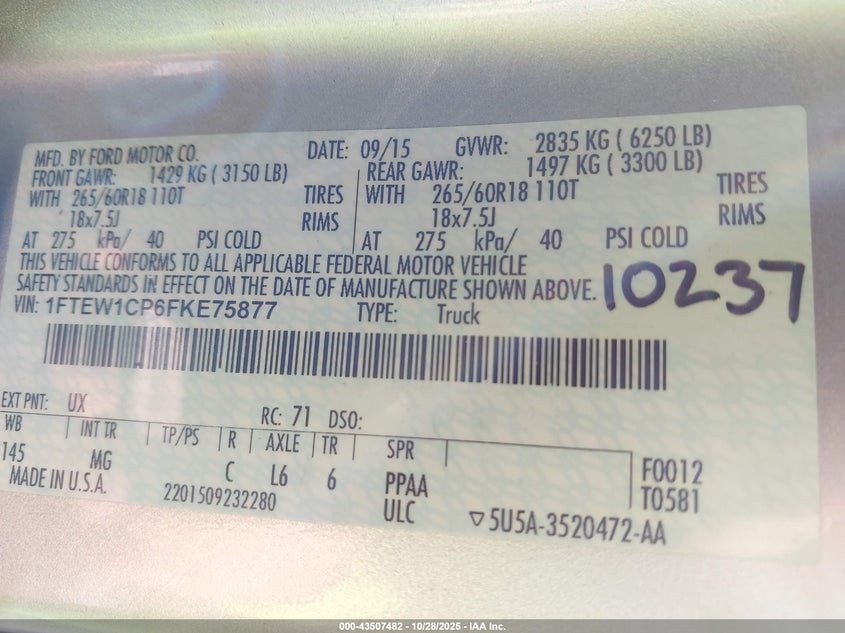 MFD. BY FORD MOTOR CO. DATE: 09/15 GVWR: 2835 KG ( 6250 LB)
FRONT GAWR: 1429 KG ( 3150 LB) REAR GAWR: 1497 KG ( 3300 LB)
WITH 265/60R18 110T TIRES WITH 265/60R18 110T TIRES
18x7.5J RIMS 18x7.5J RIMS
AT 275 kPa/ 40 PSI COLD AT 275 kPa/ 40 PSI COLD
THIS VEHICLE CONFORMS TO ALL APPLICABLE FEDERAL MOTOR VEHICLE
SAFETY STANDARDS IN EFFECT ON THE DATE OF MANUFACTURE SHOWN ABOVE. 10237
VIN: 1FTEW1CP6FKE75877 TYPE: Truck
EXT PNT: UX RC: 71 DSO:
WB INT TR TP/PS R AXLE TR SPR
145 MG C L6 6 PPAA F0012
MADE IN U.S.A. 2201509232280 ULC T0581
▽5U5A-3520472-AA
000-43507482 - 10/28/2025 - IAA Inc.